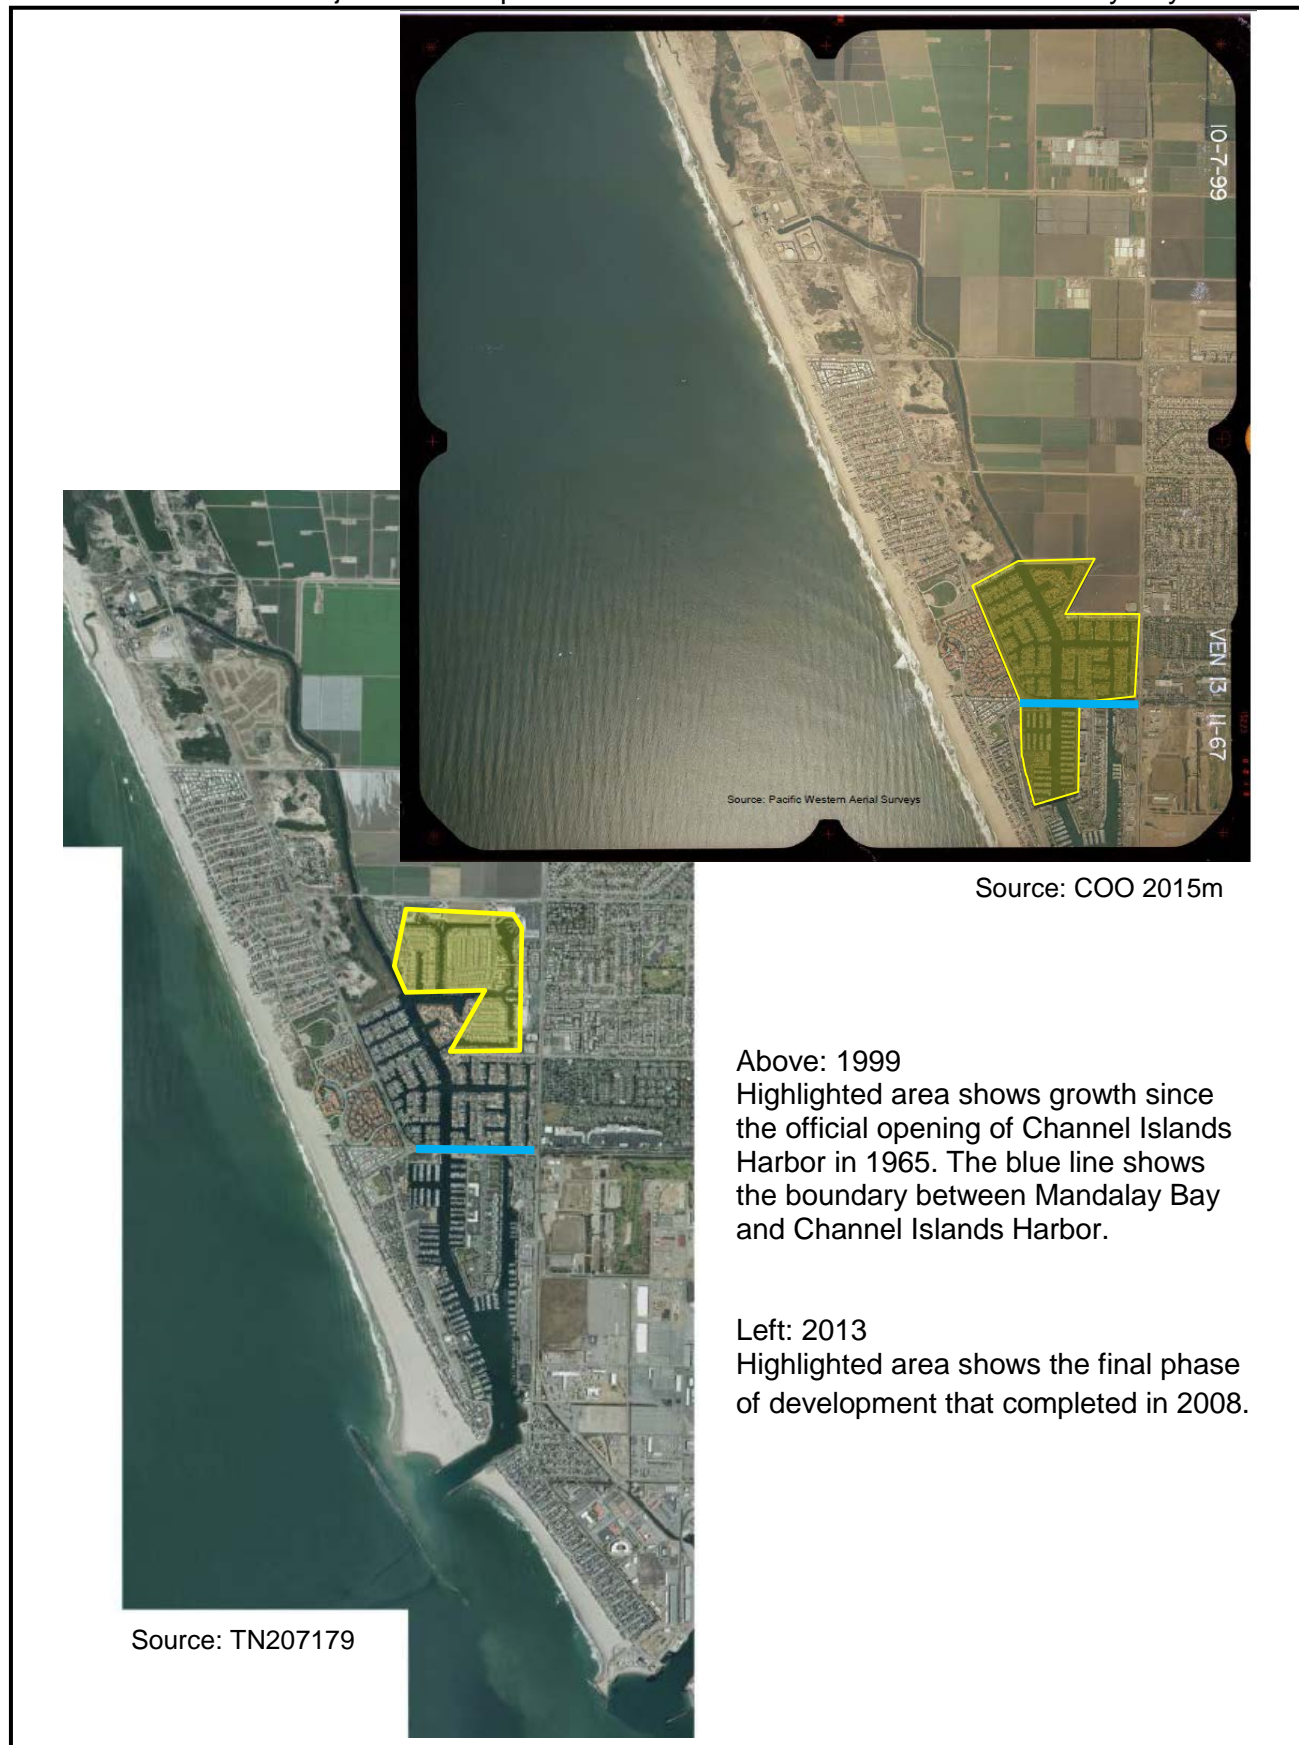 10-7-99
VEN 13 11-67
Source: Pacific Western Aerial Surveys
Source: COO 2015m
Above: 1999
Highlighted area shows growth since
the official opening of Channel Islands
Harbor in 1965. The blue line shows
the boundary between Mandalay Bay
and Channel Islands Harbor.
Left: 2013
Highlighted area shows the final phase
of development that completed in 2008.
Source: TN207179